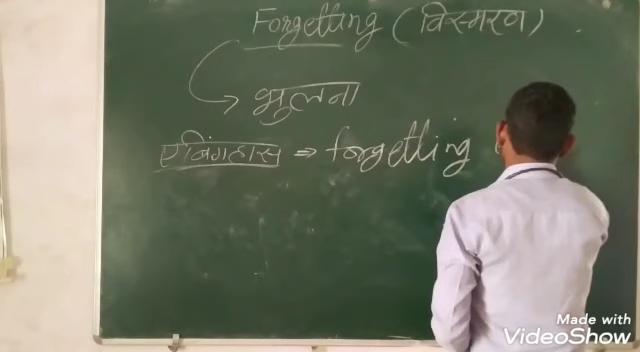 Forgetting (विस्मरण)
भुलना
एबिंगहास ⇒ forgetting
Made with
VideoShow